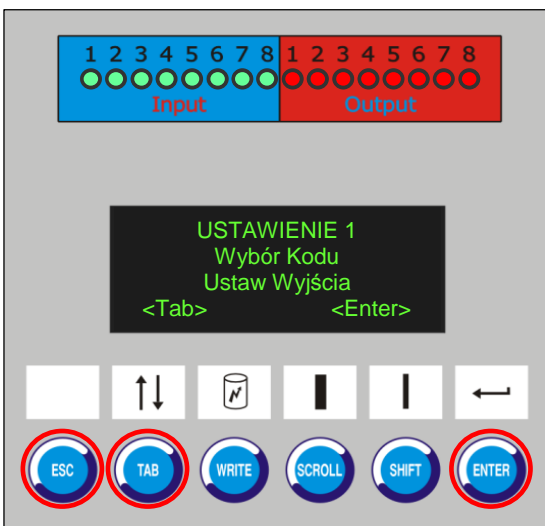 1 2 3 4 5 6 7 8 1 2 3 4 5 6 7 8
Input Output
USTAWIENIE 1
Wybór Kodu
Ustaw Wyjścia
<Tab> <Enter>
ESC TAB WRITE SCROLL SHIFT ENTER